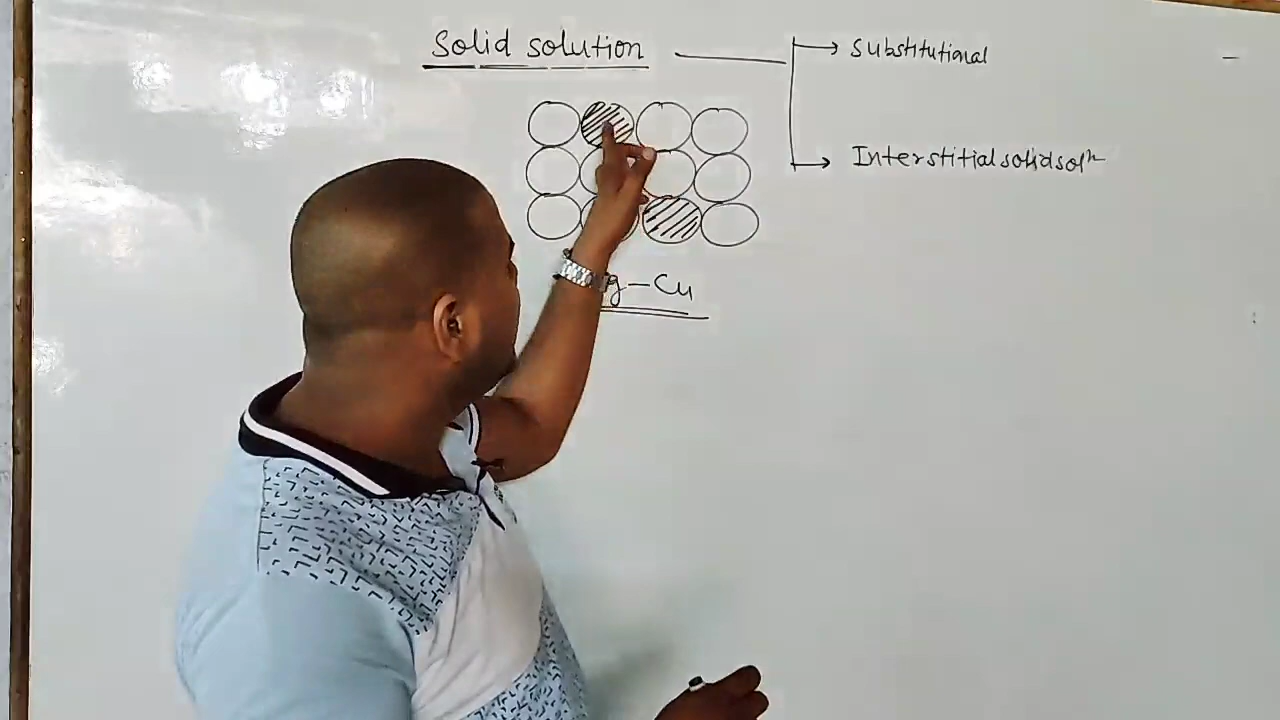 Solid solution
Substitutional
Interstitial solid solⁿ
g-Cu